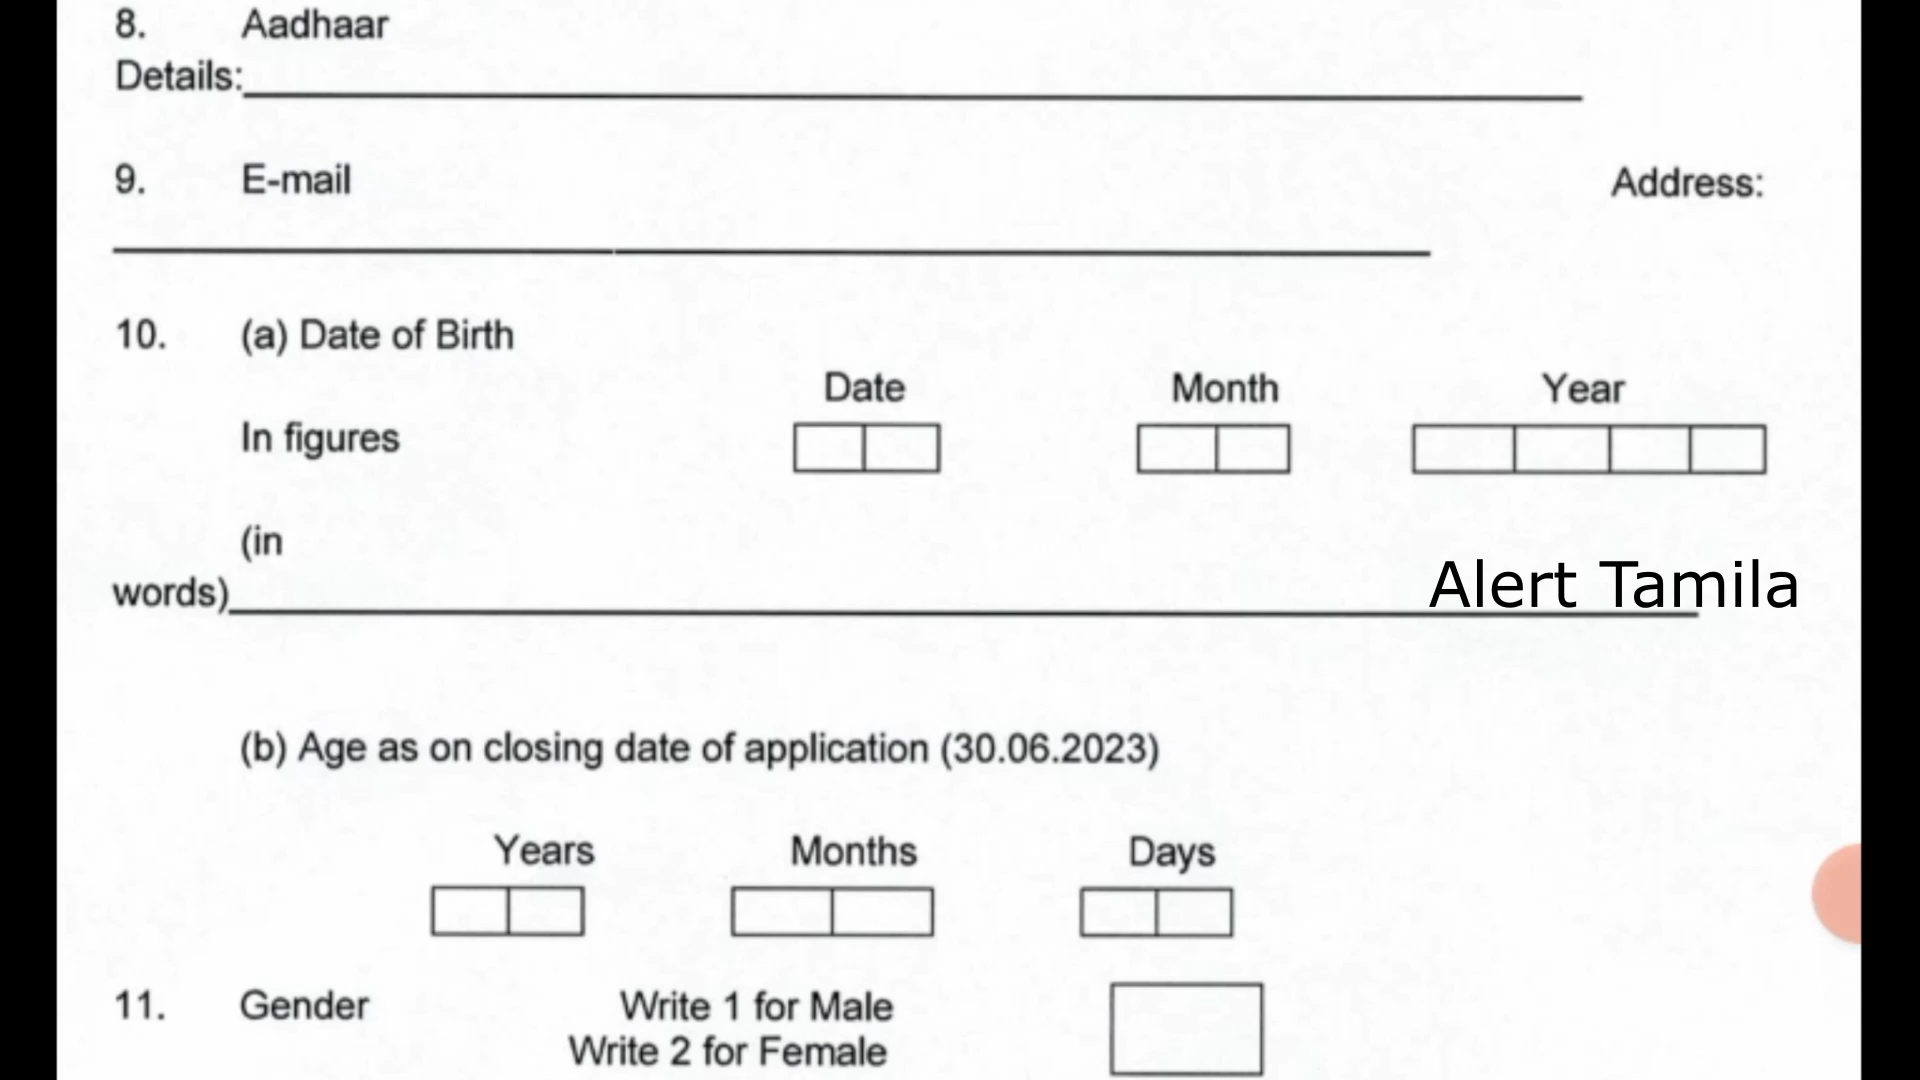 8. Aadhaar
Details:
9. E-mail Address:
10. (a) Date of Birth
Date Month Year
In figures
(in
words)
Alert Tamila
(b) Age as on closing date of application (30.06.2023)
Years Months Days
11. Gender Write 1 for Male
Write 2 for Female